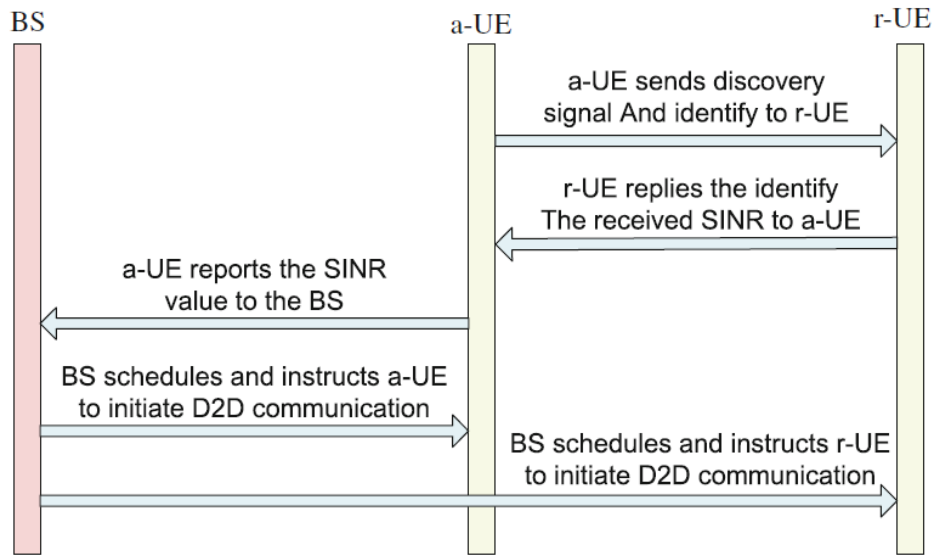 BS
a-UE
r-UE
a-UE sends discovery
signal And identify to r-UE
r-UE replies the identify
The received SINR to a-UE
a-UE reports the SINR
value to the BS
BS schedules and instructs a-UE
to initiate D2D communication
BS schedules and instructs r-UE
to initiate D2D communication